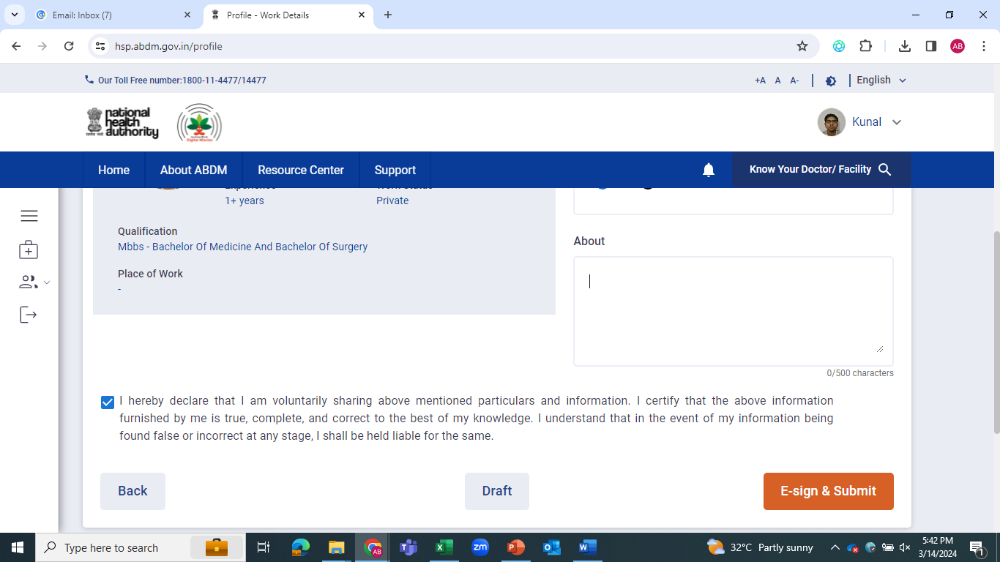 Email: Inbox (7)
Profile - Work Details
hsp.abdm.gov.in/profile
AB
Our Toll Free number:1800-11-4477/14477
+A A A-
English
national
health
authority
Digital Mission
Kunal
Home
About ABDM
Resource Center
Support
Know Your Doctor/ Facility
Experience
Work Status
1+ years
Private
Qualification
Mbbs - Bachelor Of Medicine And Bachelor Of Surgery
Place of Work
-
About
0/500 characters
I hereby declare that I am voluntarily sharing above mentioned particulars and information. I certify that the above information
furnished by me is true, complete, and correct to the best of my knowledge. I understand that in the event of my information being
found false or incorrect at any stage, I shall be held liable for the same.
Back
Draft
E-sign & Submit
Type here to search
AB
zm
32°C Partly sunny
5:42 PM
3/14/2024
1